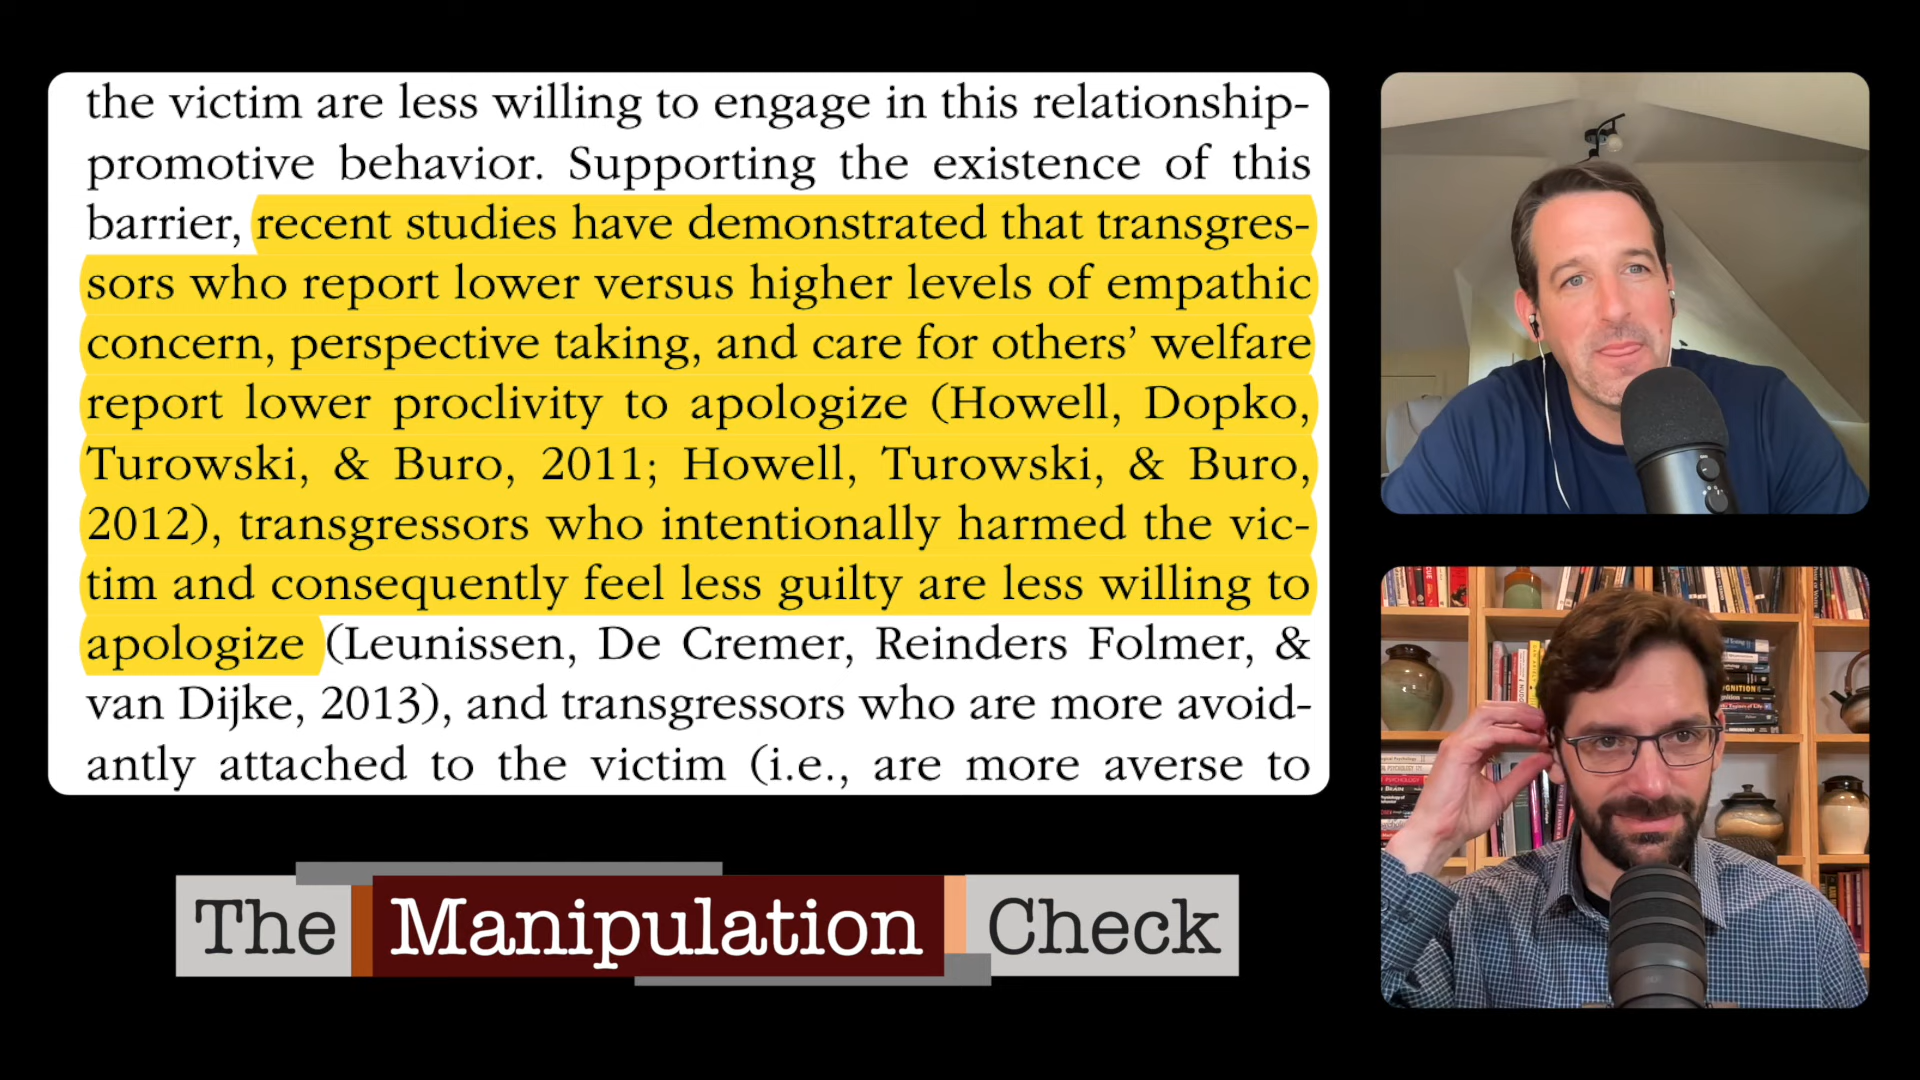 the victim are less willing to engage in this relationship-
promotive behavior. Supporting the existence of this
barrier, recent studies have demonstrated that transgres-
sors who report lower versus higher levels of empathic
concern, perspective taking, and care for others’ welfare
report lower proclivity to apologize (Howell, Dopko,
Turowski, & Buro, 2011; Howell, Turowski, & Buro,
2012), transgressors who intentionally harmed the vic-
tim and consequently feel less guilty are less willing to
apologize (Leunissen, De Cremer, Reinders Folmer, &
van Dijke, 2013), and transgressors who are more avoid-
antly attached to the victim (i.e., are more averse to
The Manipulation Check